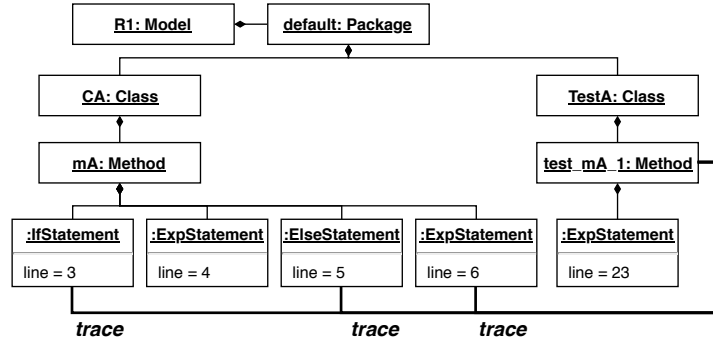 R1: Model
default: Package
CA: Class
TestA: Class
mA: Method
test_mA_1: Method
:IfStatement
:ExpStatement
:ElseStatement
:ExpStatement
:ExpStatement
line = 3
line = 4
line = 5
line = 6
line = 23
trace
trace
trace